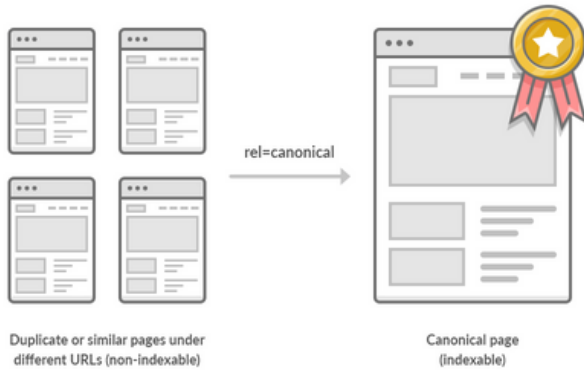 rel=canonical
Duplicate or similar pages under
different URLs (non-indexable)
Canonical page
(indexable)